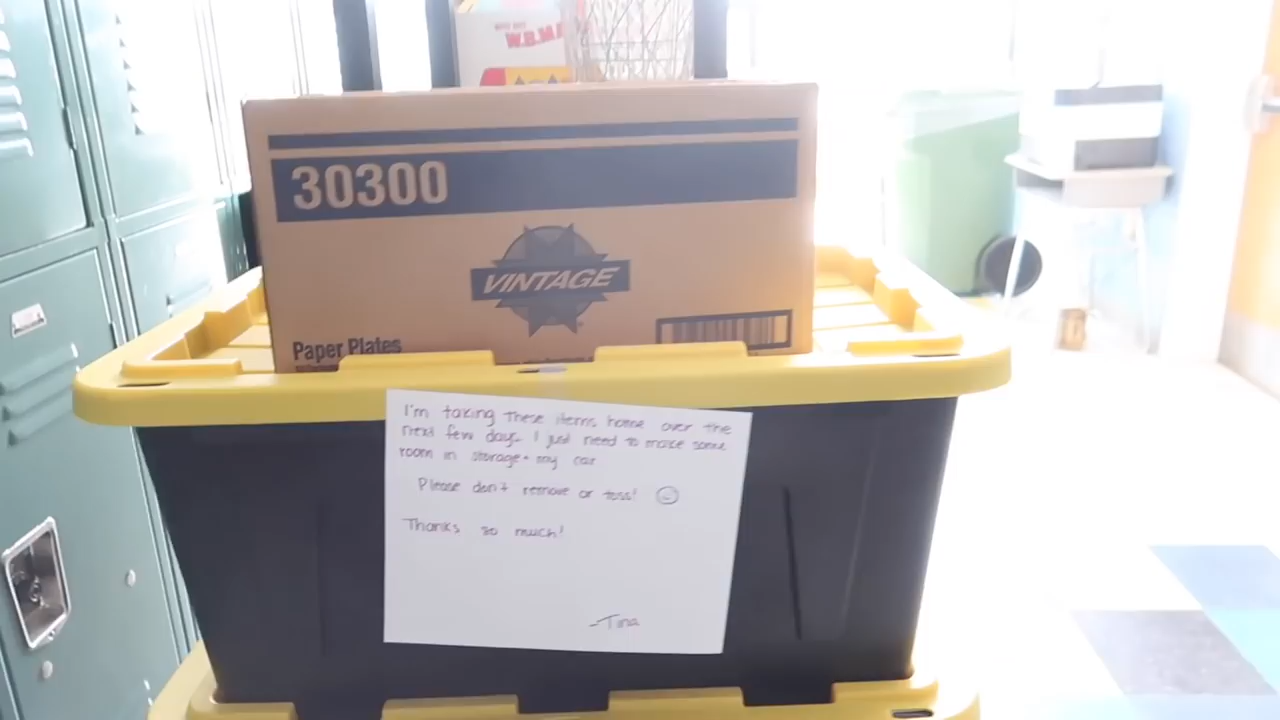 W.B.MA
30300
VINTAGE
Paper Plates
I'm taking these items home over the
next few days. I just need to make some
room in storage + my car
Please don't remove or toss!
Thanks so much!
-Tina